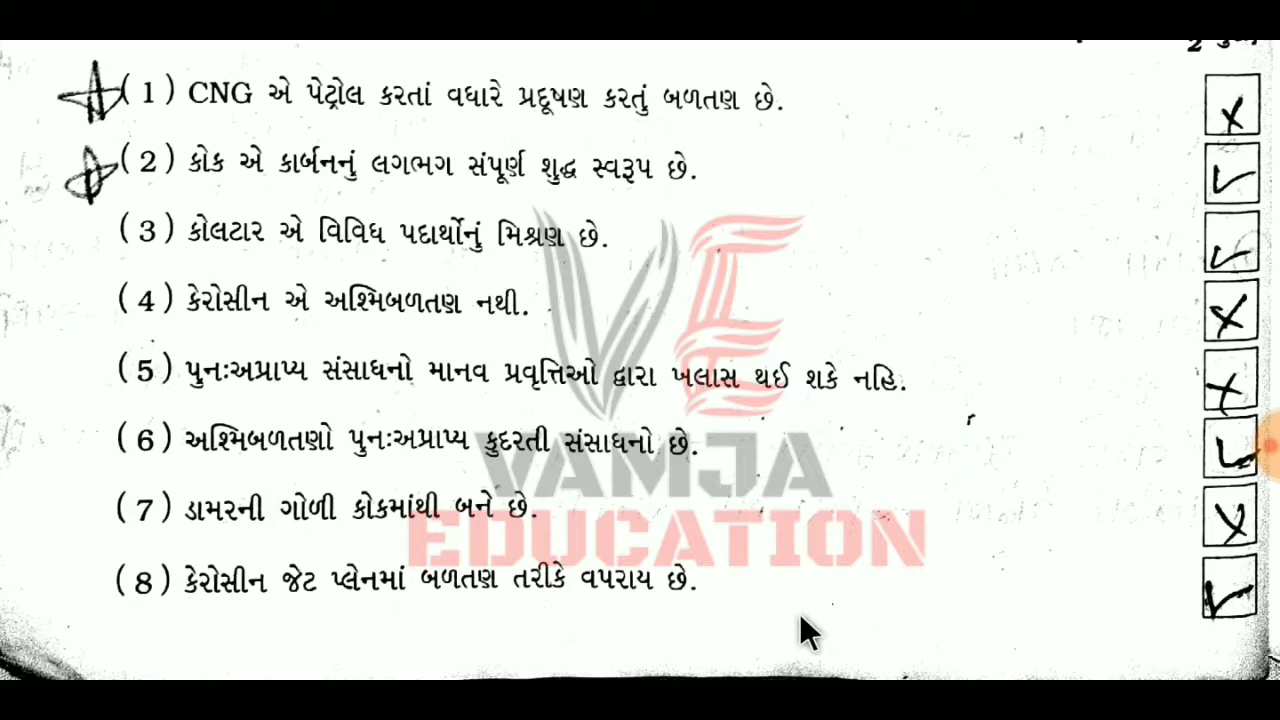 (1) CNG એ પેટ્રોલ કરતાં વધારે પ્રદૂષણ કરતું બળતણ છે.
(2) કોક એ કાર્બનનું લગભગ સંપૂર્ણ શુદ્ધ સ્વરૂપ છે.
(3) કોલટાર એ વિવિધ પદાર્થોનું મિશ્રણ છે.
(4) કેરોસીન એ અશ્મિબળતણ નથી.
(5) પુનઃઅપ્રાપ્ય સંસાધનો માનવ પ્રવૃત્તિઓ દ્વારા ખલાસ થઈ શકે નહિ.
(6) અશ્મિબળતણો પુનઃઅપ્રાપ્ય કુદરતી સંસાધનો છે.
(7) ડામરની ગોળી કોકમાંથી બને છે.
(8) કેરોસીન જેટ પ્લેનમાં બળતણ તરીકે વપરાય છે.
VE
VAMJA
EDUCATION